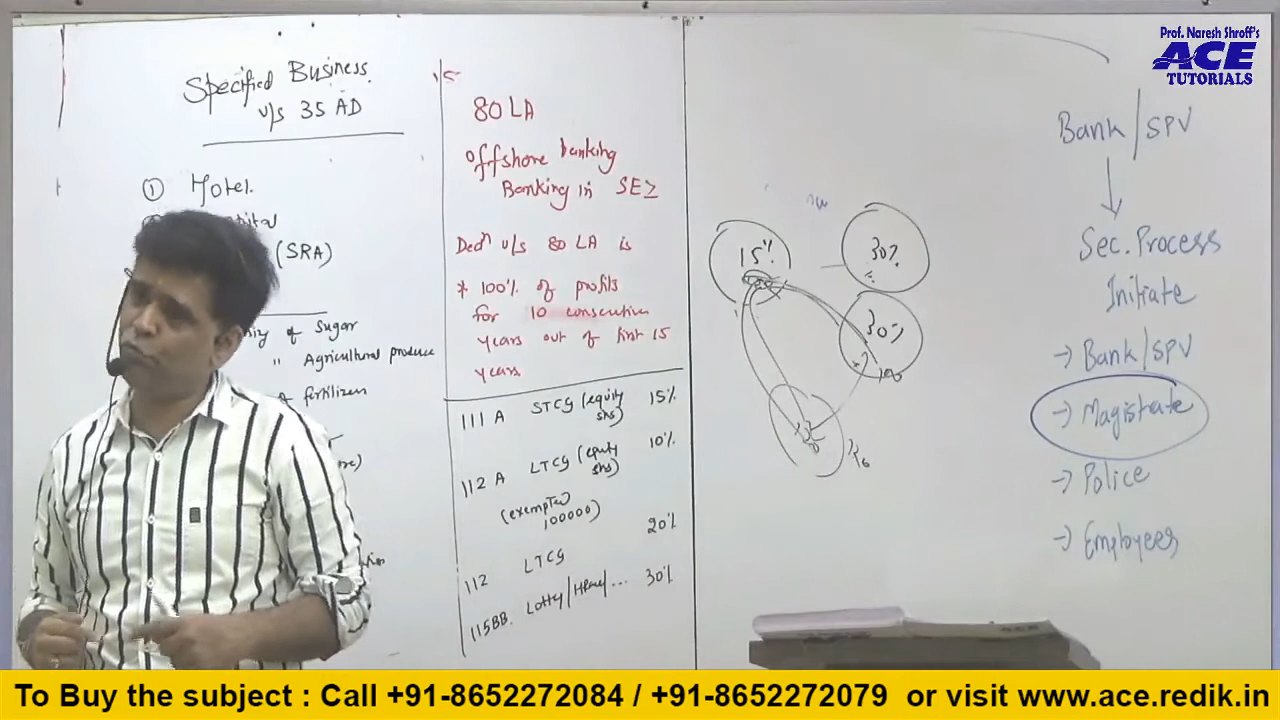 Prof. Naresh Shroff's
ACE
TUTORIALS
Specified Business
u/s 35 AD
① Hotel
(SRA)
of Sugar
" Agricultural produce
of fertilizers
15
80 LA
Offshore banking
Banking in SEZ
Dedⁿ u/s 80 LA is
* 100% of profits
for 10 consecutive
years out of first 15
years
111 A STCG (equity shs) 15%
112 A LTCG (equity shs) 10%
(exempted 100000)
112 LTCG 20%
115BB. Lottery/HRace/... 30%
15%
30%
30%
Bank/SPV
Sec. Process
Initiate
→ Bank/SPV
→ Magistrate
→ Police
→ Employees
ACE
To Buy the subject : Call +91-8652272084 / +91-8652272079 or visit www.ace.redik.in